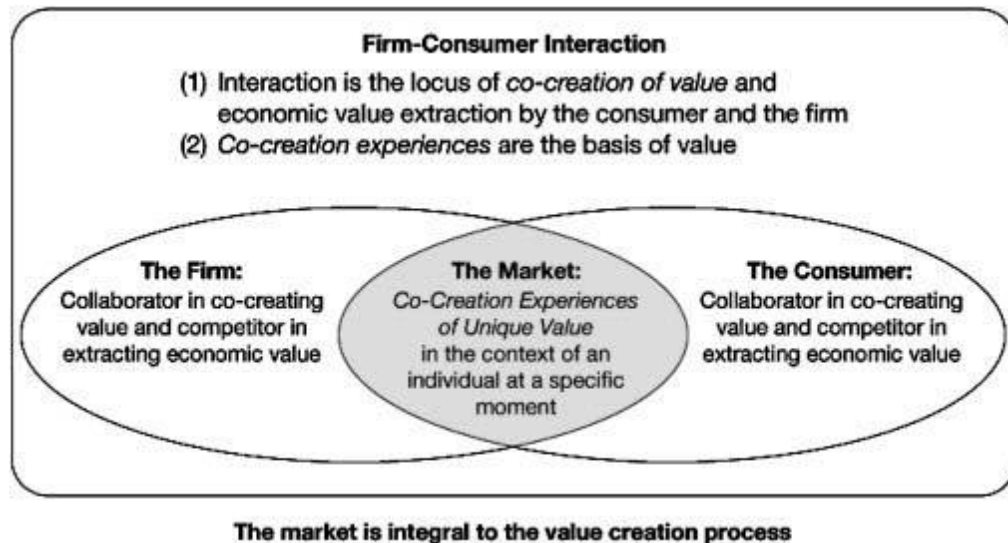 Firm-Consumer Interaction
(1) Interaction is the locus of co-creation of value and
economic value extraction by the consumer and the firm
(2) Co-creation experiences are the basis of value
The Firm:
Collaborator in co-creating
value and competitor in
extracting economic value
The Market:
Co-Creation Experiences
of Unique Value
in the context of an
individual at a specific
moment
The Consumer:
Collaborator in co-creating
value and competitor in
extracting economic value
The market is integral to the value creation process